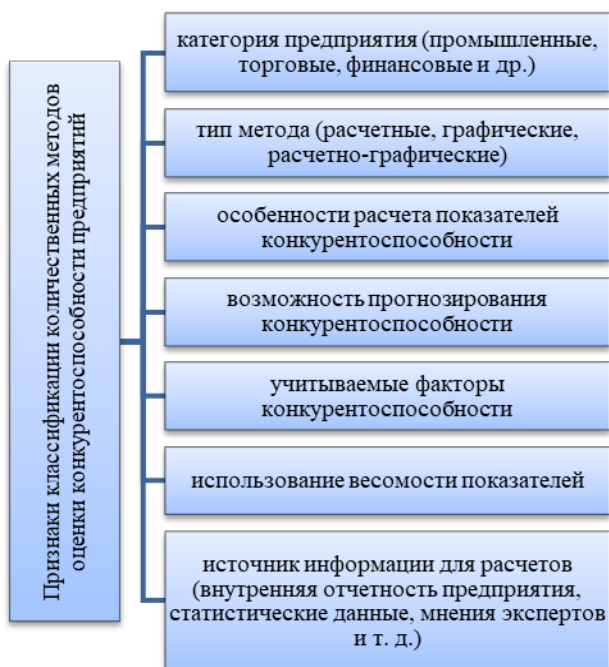 Признаки классификации количественных методов
оценки конкурентоспособности предприятий
категория предприятия (промышленные,
торговые, финансовые и др.)
тип метода (расчетные, графические,
расчетно-графические)
особенности расчета показателей
конкурентоспособности
возможность прогнозирования
конкурентоспособности
учитываемые факторы
конкурентоспособности
использование весомости показателей
источник информации для расчетов
(внутренняя отчетность предприятия,
статистические данные, мнения экспертов
и т. д.)